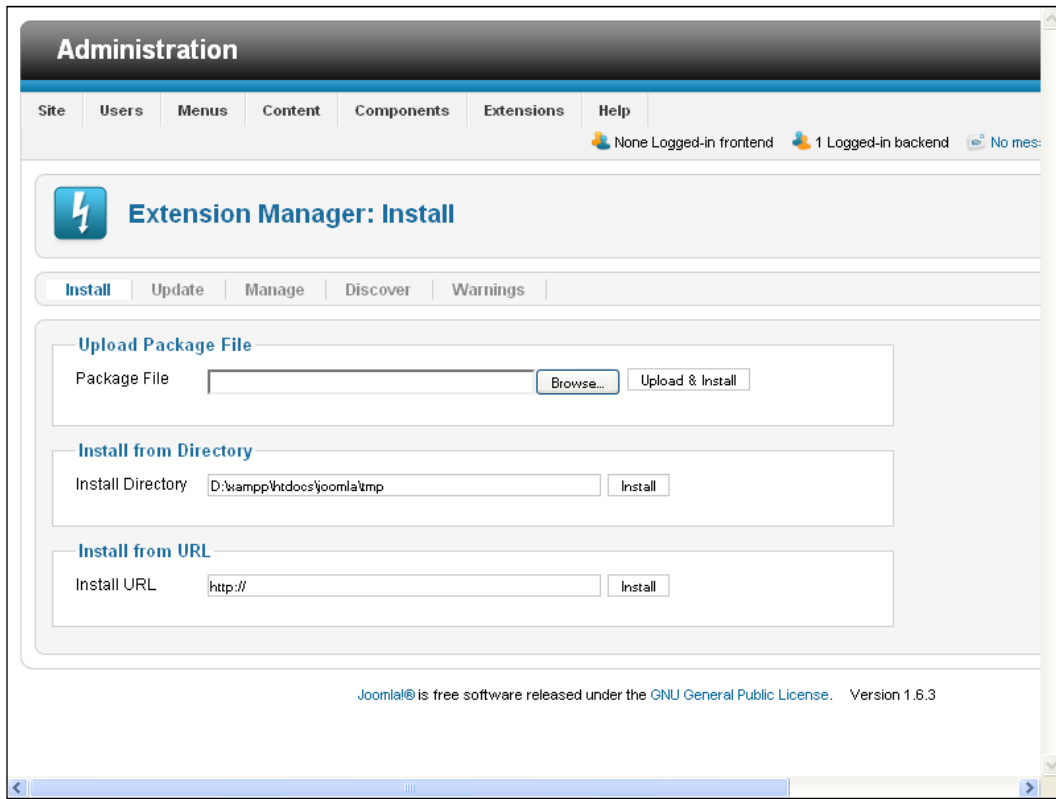 Administration
Site Users Menus Content Components Extensions Help
None Logged-in frontend 1 Logged-in backend No mes
Extension Manager: Install
Install Update Manage Discover Warnings
Upload Package File
Package File Browse... Upload & Install
Install from Directory
Install Directory D:\xampp\htdocs\joomla\tmp Install
Install from URL
Install URL http:// Install
Joomla!® is free software released under the GNU General Public License. Version 1.6.3